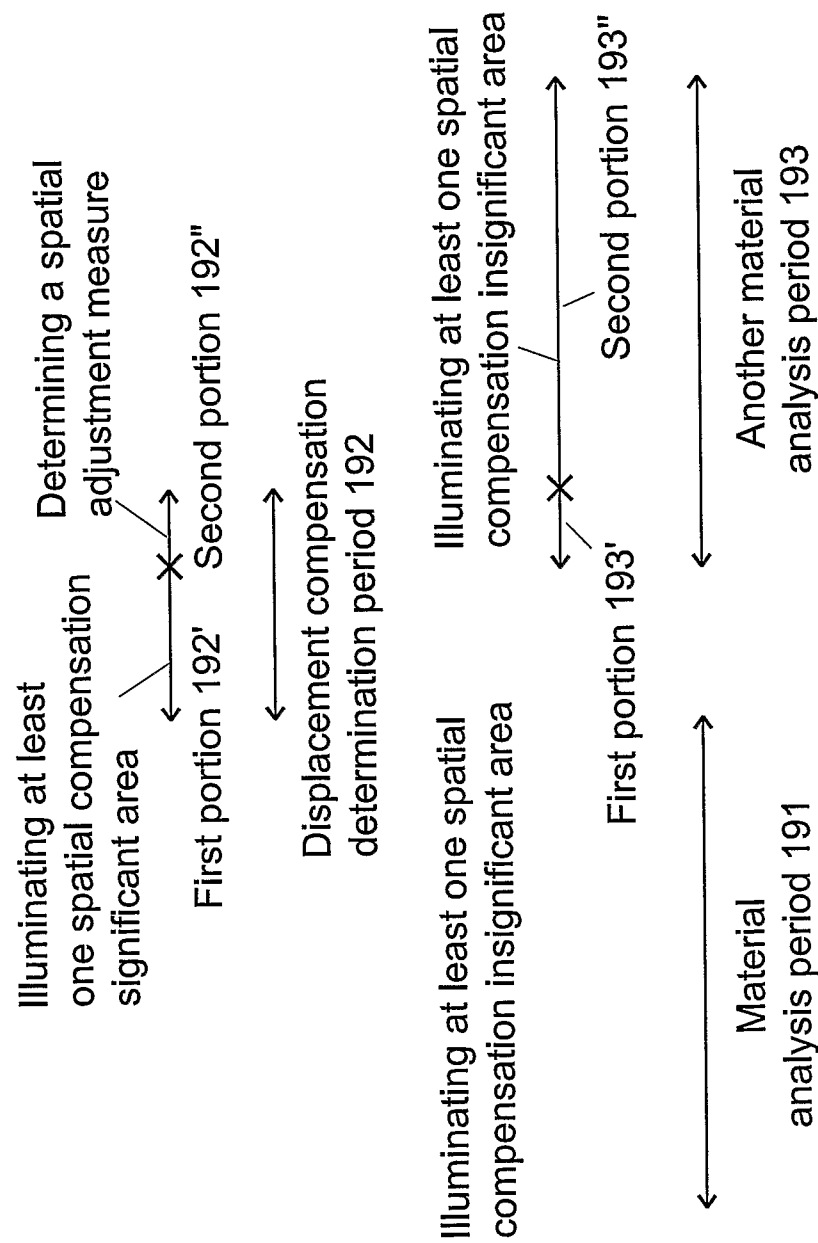 Illuminating at least
one spatial compensation
significant area
Determining a spatial
adjustment measure
First portion 192'
Second portion 192"
Displacement compensation
determination period 192
Illuminating at least one spatial
compensation insignificant area
Illuminating at least one spatial
compensation insignificant area
First portion 193'
Second portion 193"
Material
analysis period 191
Another material
analysis period 193